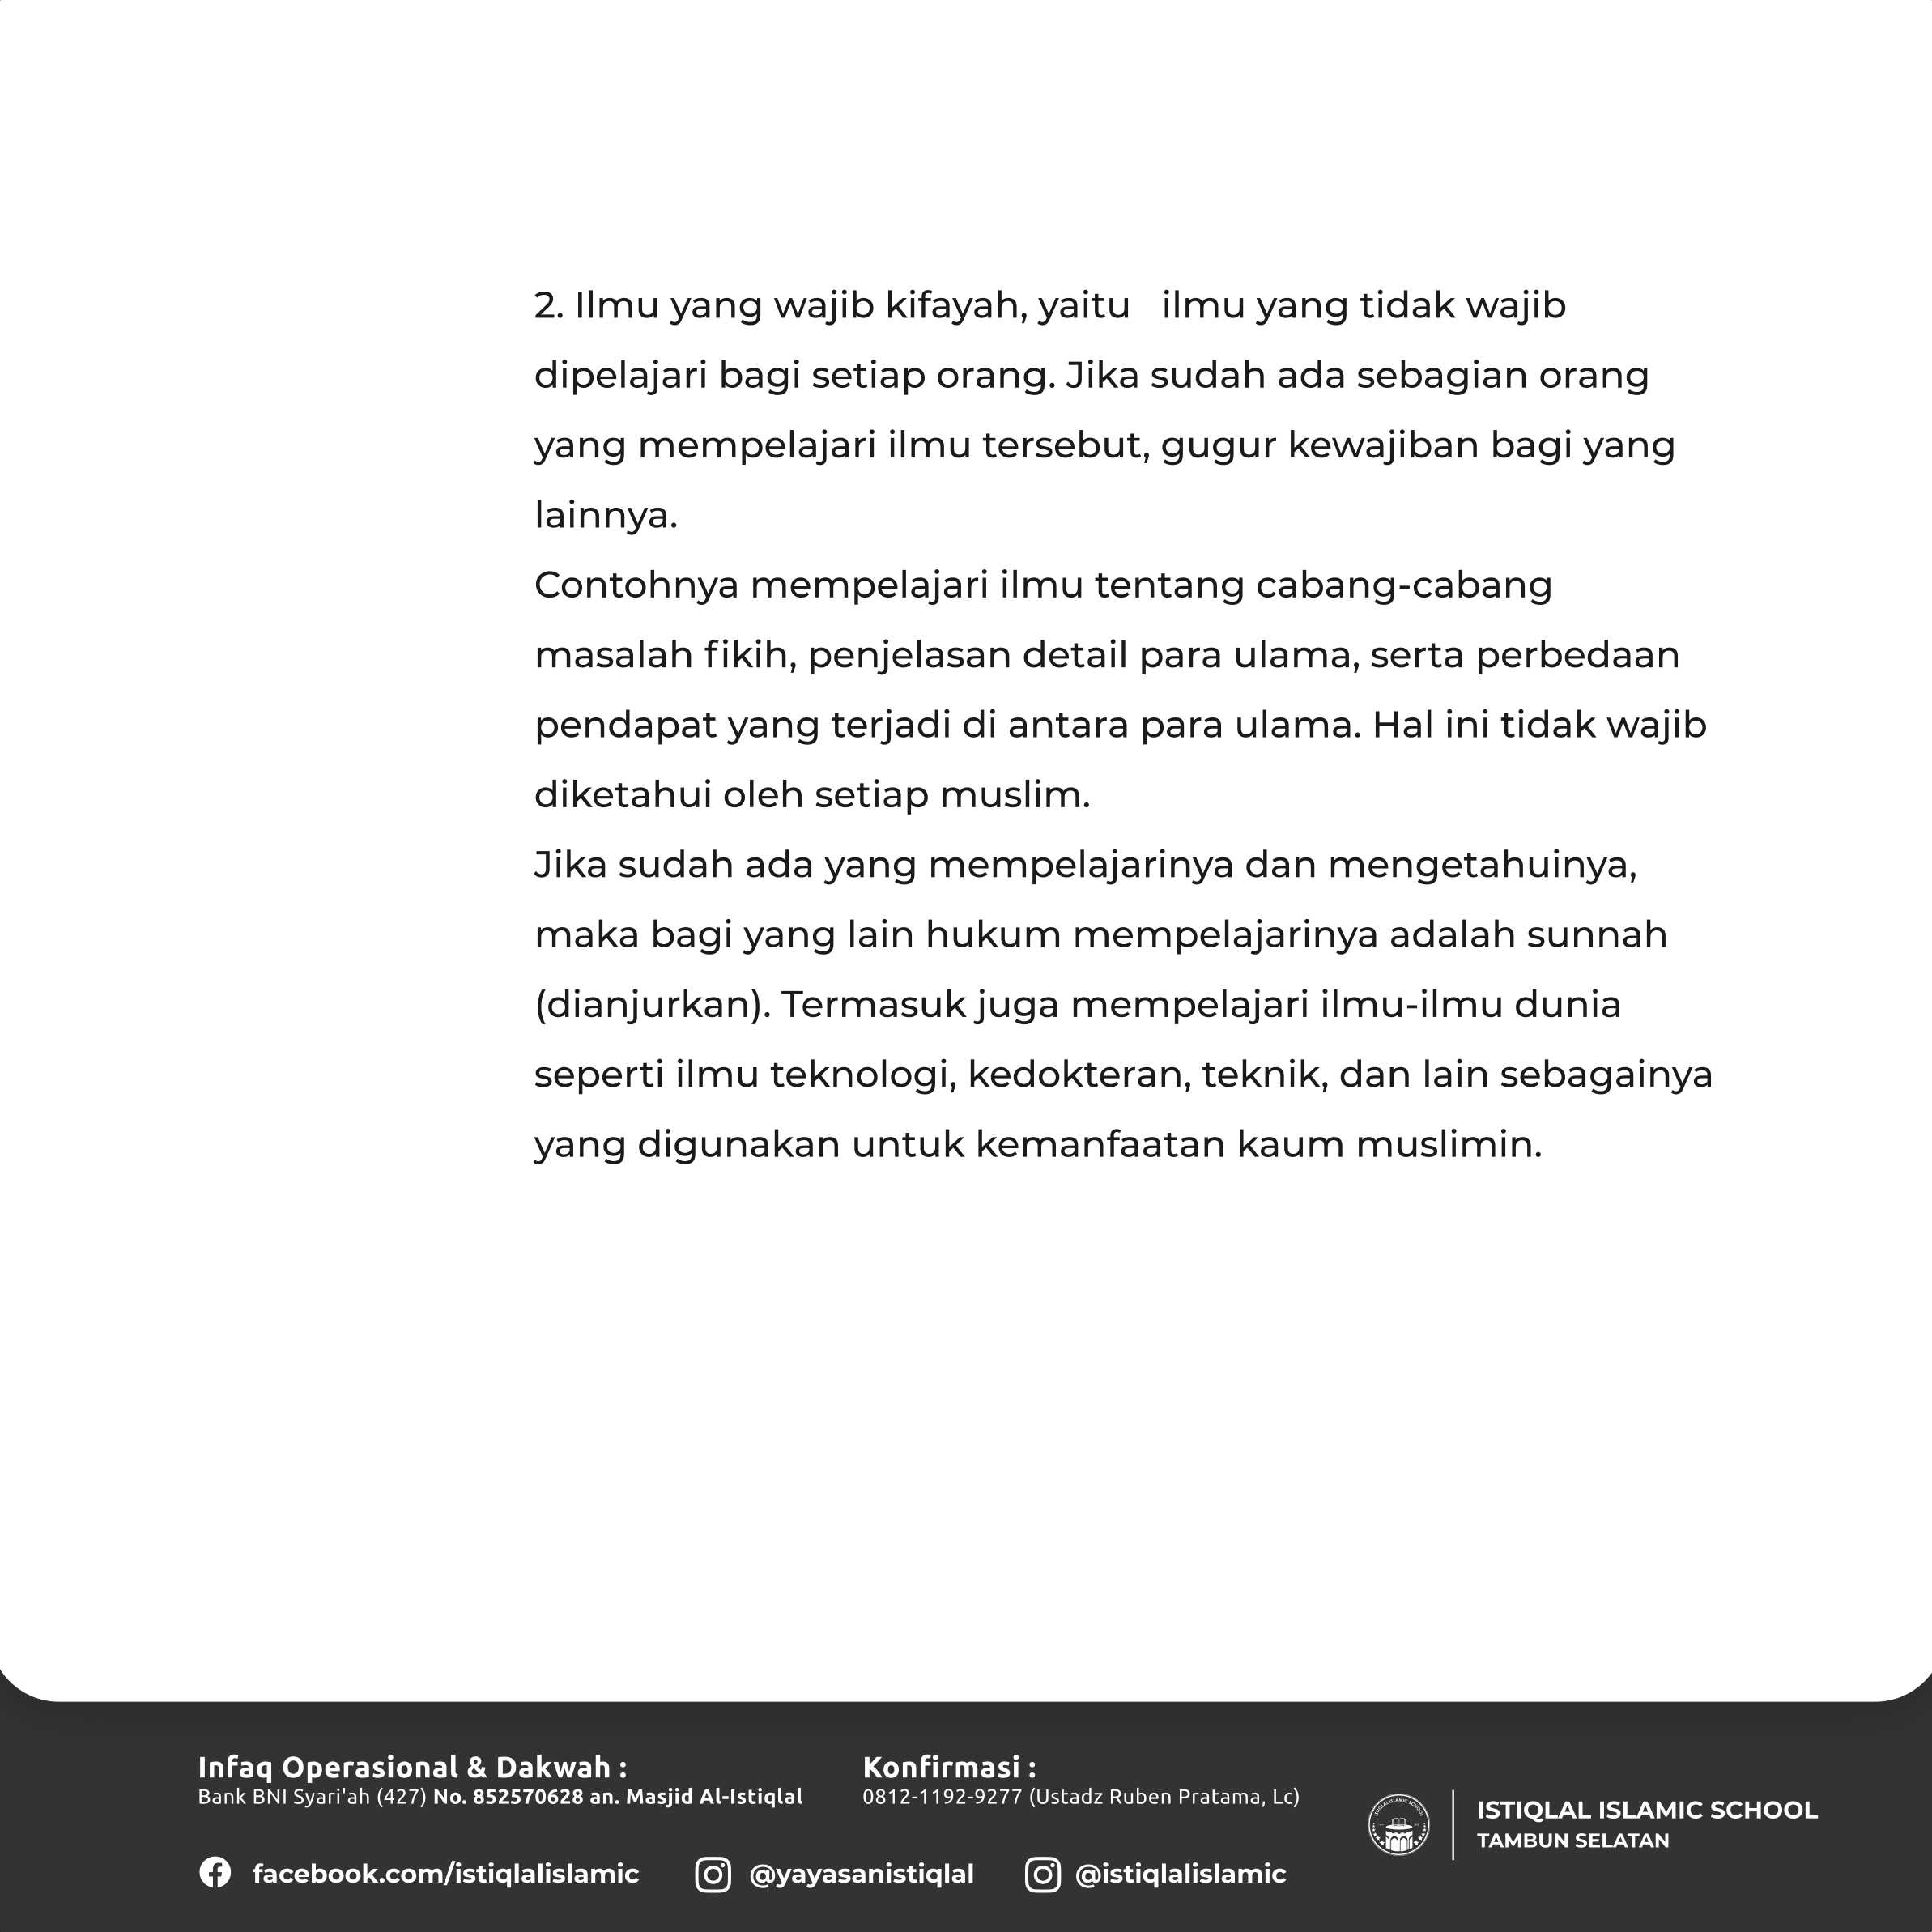 2. Ilmu yang wajib kifayah, yaitu   ilmu yang tidak wajib
dipelajari bagi setiap orang. Jika sudah ada sebagian orang
yang mempelajari ilmu tersebut, gugur kewajiban bagi yang
lainnya.
Contohnya mempelajari ilmu tentang cabang-cabang
masalah fikih, penjelasan detail para ulama, serta perbedaan
pendapat yang terjadi di antara para ulama. Hal ini tidak wajib
diketahui oleh setiap muslim.
Jika sudah ada yang mempelajarinya dan mengetahuinya,
maka bagi yang lain hukum mempelajarinya adalah sunnah
(dianjurkan). Termasuk juga mempelajari ilmu-ilmu dunia
seperti ilmu teknologi, kedokteran, teknik, dan lain sebagainya
yang digunakan untuk kemanfaatan kaum muslimin.
Infaq Operasional & Dakwah :
Bank BNI Syari'ah (427) No. 852570628 an. Masjid Al-Istiqlal
Konfirmasi :
0812-1192-9277 (Ustadz Ruben Pratama, Lc)
facebook.com/istiqlalislamic
@yayasanistiqlal
@istiqlalislamic
ISTIQLAL ISLAMIC SCHOOL
ISTIQLAL ISLAMIC SCHOOL
TAMBUN SELATAN